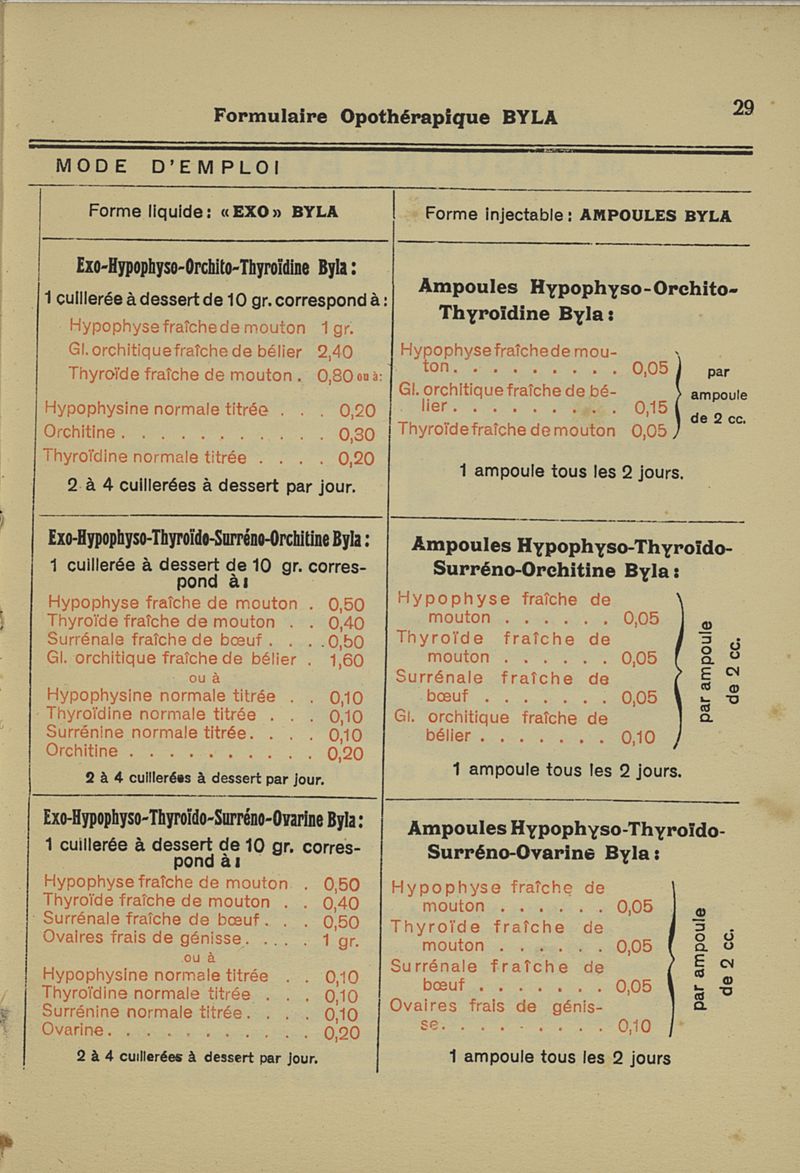 Formulaire Opothérapique BYLA
29
MODE D'EMPLOI
Forme liquide: «EXO» BYLA
Exo-Hypophyso-Orchito-Thyroïdine Byla :
1 cuillerée à dessert de 10 gr. correspond à :
Hypophyse fraîche de mouton 1 gr.
Gl. orchitique fraîche de bélier 2,40
Thyroïde fraîche de mouton . 0,80 ou à:
Hypophysine normale titrée . . . 0,20
Orchitine . . . . . . . . . . . 0,30
Thyroïdine normale titrée . . . . 0,20
2 à 4 cuillerées à dessert par jour.
Exo-Hypophyso-Thyroïdo-Surréno-Orchitine Byla :
1 cuillerée à dessert de 10 gr. corres-
pond à :
Hypophyse fraîche de mouton . 0,50
Thyroïde fraîche de mouton . . 0,40
Surrénale fraîche de bœuf . . . . 0,50
Gl. orchitique fraîche de bélier . 1,60
ou à
Hypophysine normale titrée . . 0,10
Thyroïdine normale titrée . . . 0,10
Surrénine normale titrée. . . . 0,10
Orchitine . . . . . . . . . . 0,20
2 à 4 cuillerées à dessert par jour.
Exo-Hypophyso-Thyroïdo-Surréno-Ovarine Byla :
1 cuillerée à dessert de 10 gr. corres-
pond à :
Hypophyse fraîche de mouton . 0,50
Thyroïde fraîche de mouton . . 0,40
Surrénale fraîche de bœuf . . . 0,50
Ovaires frais de génisse. . . . . 1 gr.
ou à
Hypophysine normale titrée . . 0,10
Thyroïdine normale titrée . . . 0,10
Surrénine normale titrée. . . . 0,10
Ovarine. . . . . . . . . . . 0,20
2 à 4 cuillerées à dessert par jour.
Forme injectable : AMPOULES BYLA
Ampoules Hypophyso-Orchito-
Thyroïdine Byla :
Hypophyse fraîche de mou-
ton. . . . . . . . . 0,05
Gl. orchitique fraîche de bé-
lier. . . . . . . . . 0,15
Thyroïde fraîche de mouton 0,05
par
ampoule
de 2 cc.
1 ampoule tous les 2 jours.
Ampoules Hypophyso-Thyroïdo-
Surréno-Orchitine Byla :
Hypophyse fraîche de
mouton . . . . . . 0,05
Thyroïde fraîche de
mouton . . . . . . 0,05
Surrénale fraîche de
bœuf . . . . . . . 0,05
Gl. orchitique fraîche de
bélier . . . . . . . 0,10
par ampoule
de 2 cc.
1 ampoule tous les 2 jours.
Ampoules Hypophyso-Thyroïdo-
Surréno-Ovarine Byla :
Hypophyse fraîche de
mouton . . . . . . 0,05
Thyroïde fraîche de
mouton . . . . . . 0,05
Surrénale fraîche de
bœuf . . . . . . . 0,05
Ovaires frais de génis-
se. . . . . . . . . 0,10
par ampoule
de 2 cc.
1 ampoule tous les 2 jours